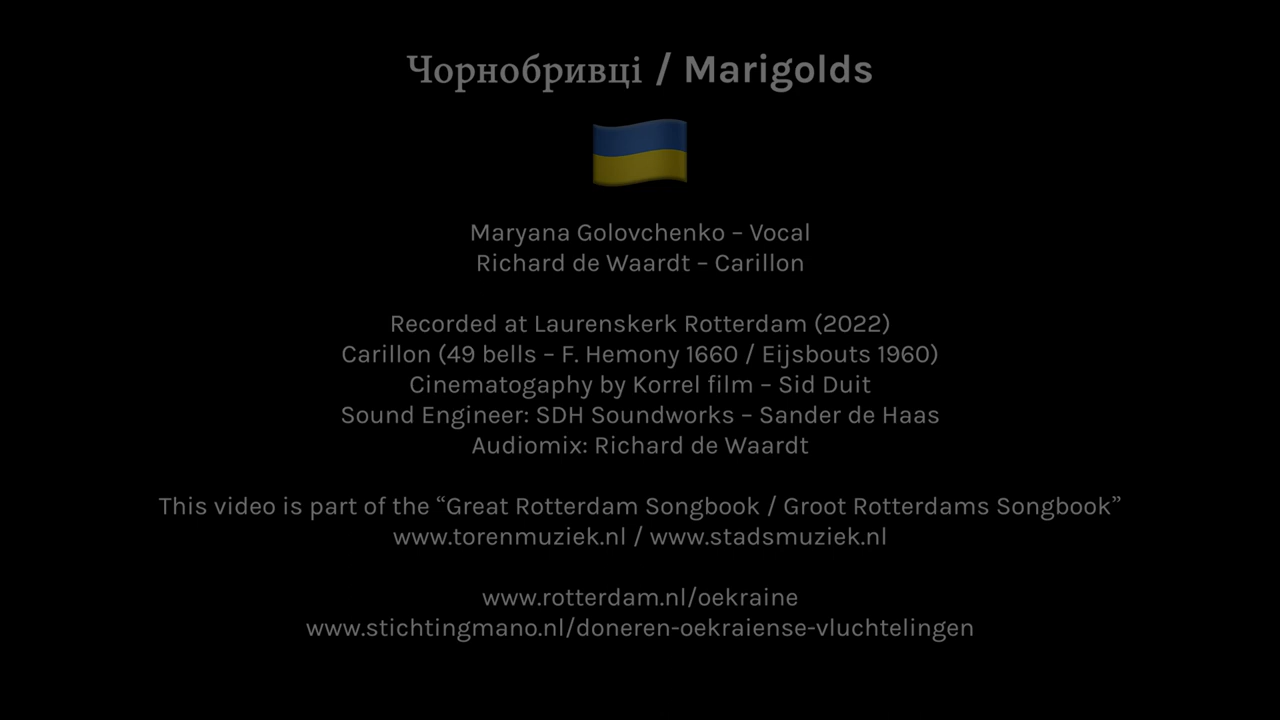 Чорнобривці / Marigolds
Maryana Golovchenko – Vocal
Richard de Waardt – Carillon
Recorded at Laurenskerk Rotterdam (2022)
Carillon (49 bells – F. Hemony 1660 / Eijsbouts 1960)
Cinematogaphy by Korrel film – Sid Duit
Sound Engineer: SDH Soundworks – Sander de Haas
Audiomix: Richard de Waardt
This video is part of the “Great Rotterdam Songbook / Groot Rotterdams Songbook”
www.torenmuziek.nl / www.stadsmuziek.nl
www.rotterdam.nl/oekraine
www.stichtingmano.nl/doneren-oekraiense-vluchtelingen